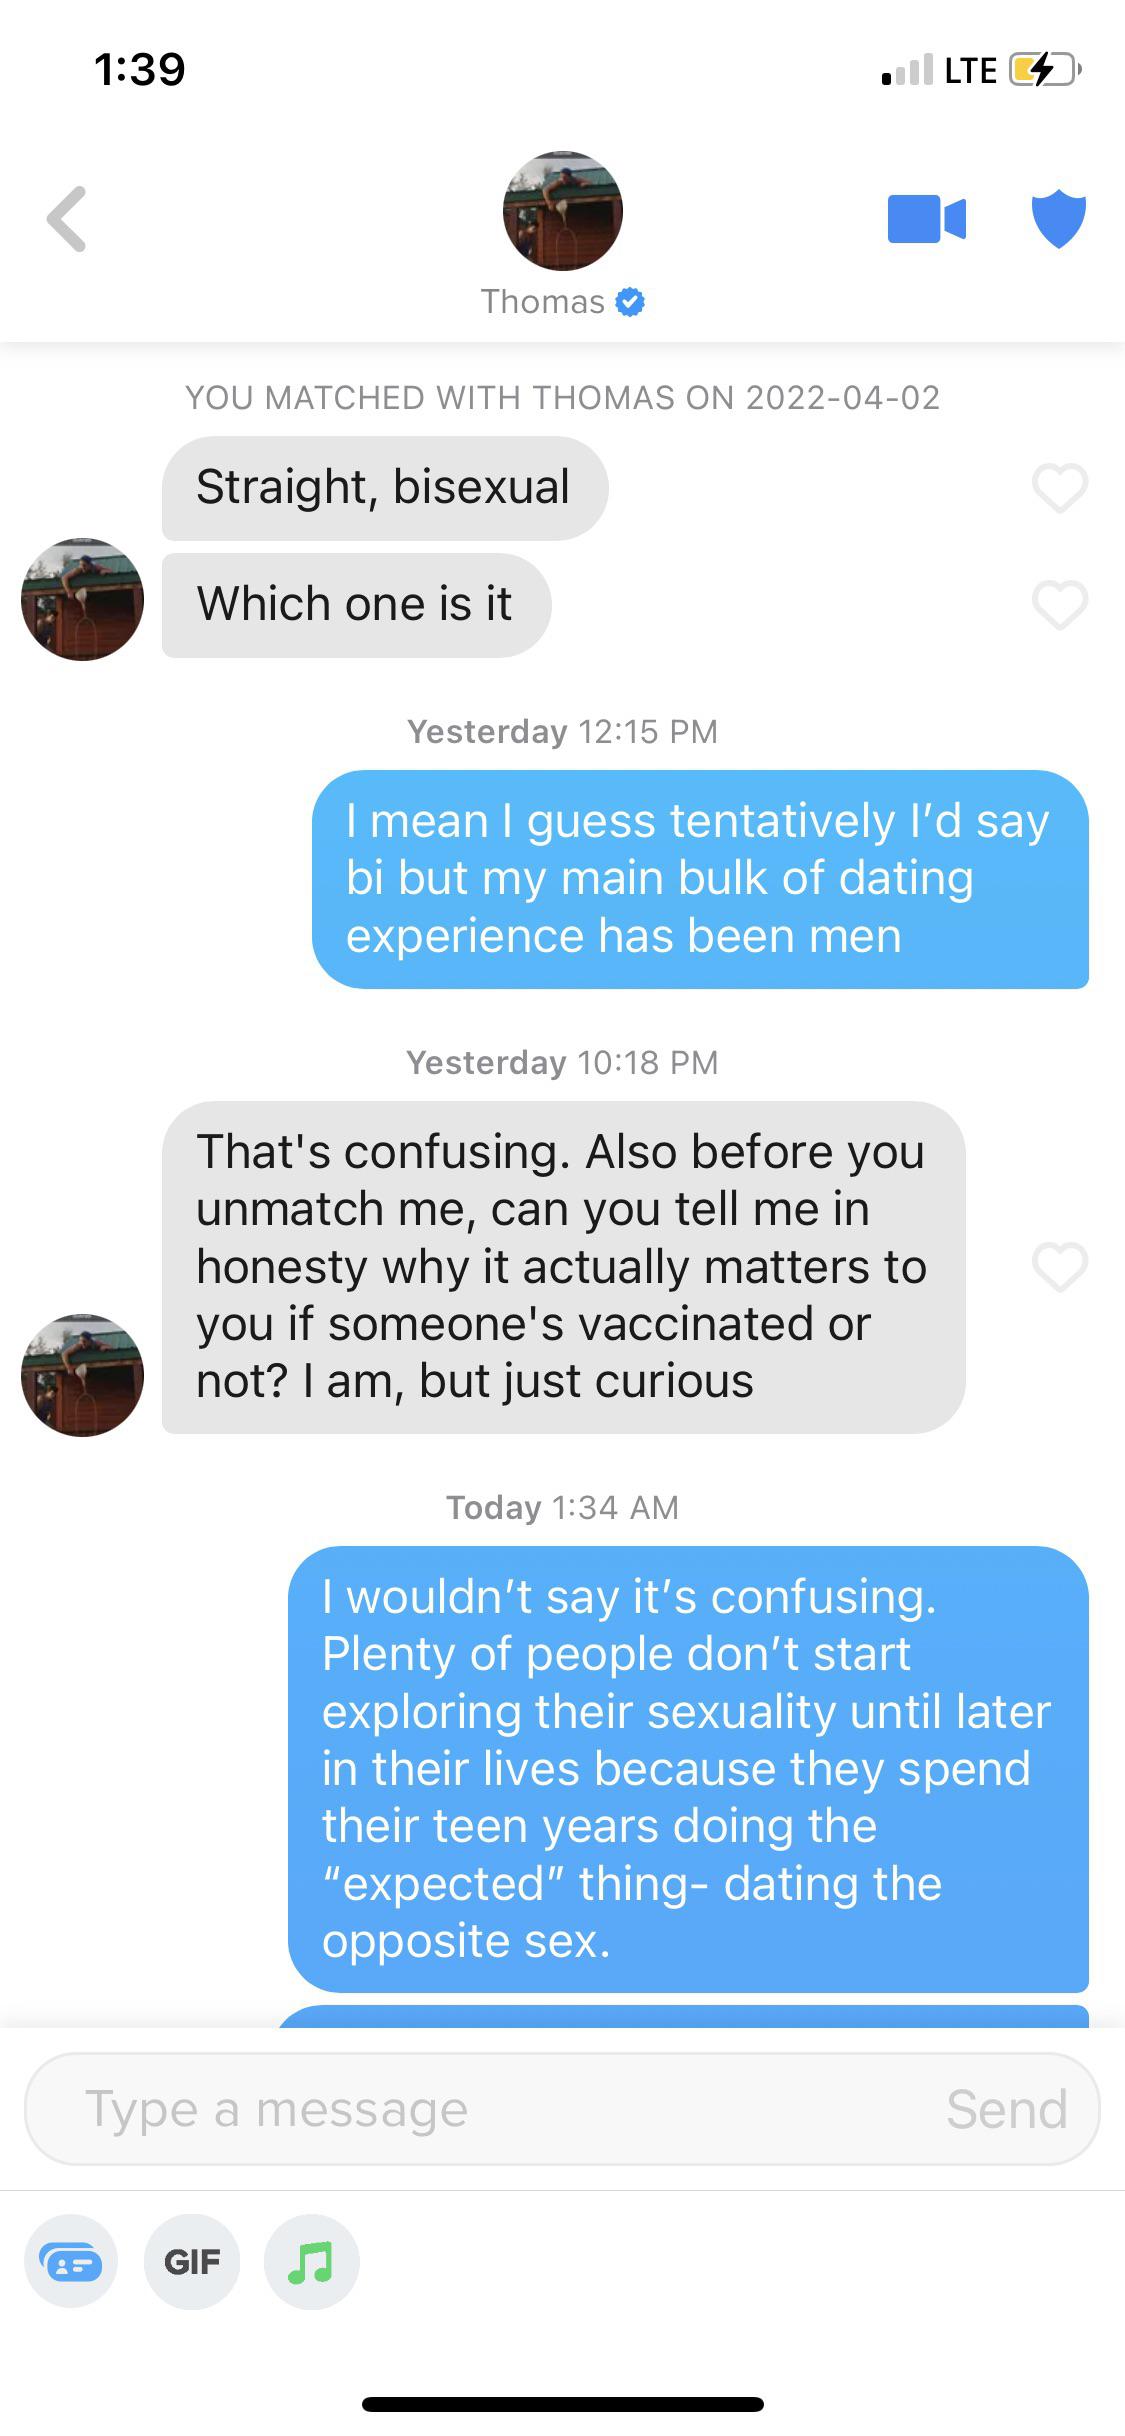 1:39
LTE
Thomas
YOU MATCHED WITH THOMAS ON 2022-04-02
Straight, bisexual
Which one is it
Yesterday 12:15 PM
I mean I guess tentatively I’d say
bi but my main bulk of dating
experience has been men
Yesterday 10:18 PM
That's confusing. Also before you
unmatch me, can you tell me in
honesty why it actually matters to
you if someone's vaccinated or
not? I am, but just curious
Today 1:34 AM
I wouldn’t say it’s confusing.
Plenty of people don’t start
exploring their sexuality until later
in their lives because they spend
their teen years doing the
“expected” thing- dating the
opposite sex.
Type a message
Send
GIF